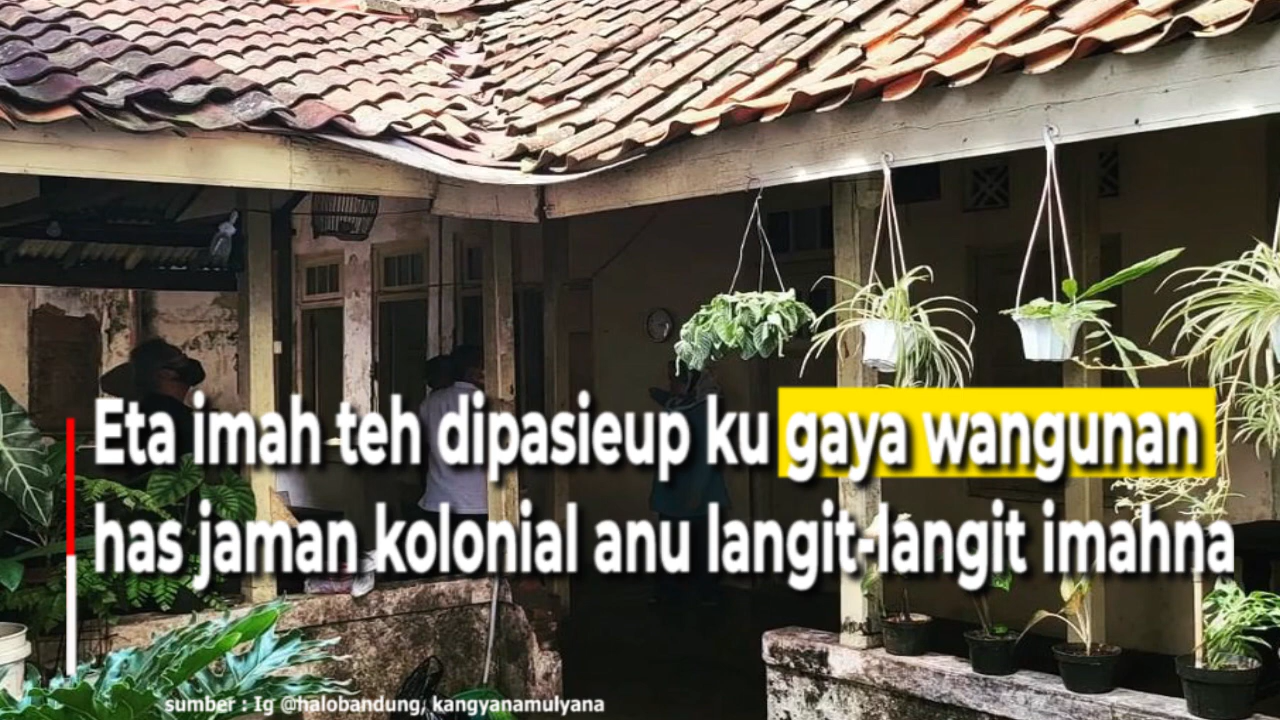 Eta imah teh dipasieup ku gaya wangunan
has jaman kolonial anu langit-langit imahna
sumber : Ig @halobandung, kangyanamulyana